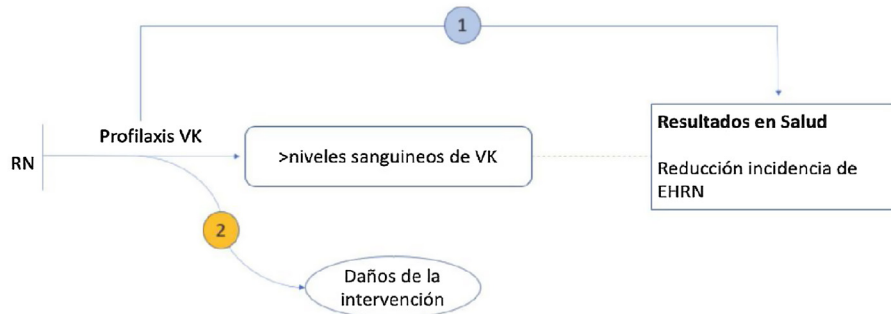 1
Profilaxis VK
RN
>niveles sanguineos de VK
Resultados en Salud
Reducción incidencia de
EHRN
2
Daños de la
intervención